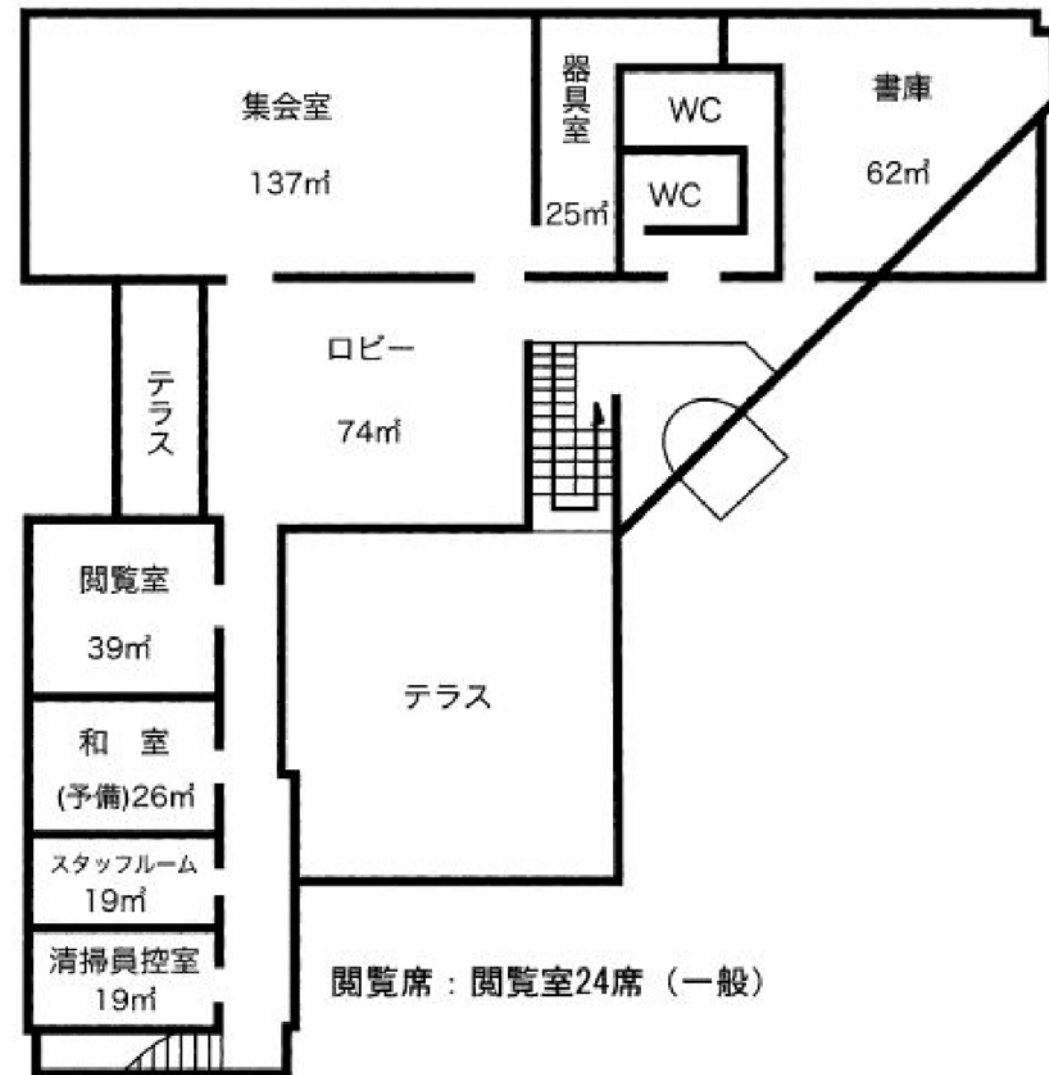 集会室
137㎡
器具室
25㎡
WC
WC
書庫
62㎡
テラス
ロビー
74㎡
閲覧室
39㎡
和　室
(予備)26㎡
スタッフルーム
19㎡
清掃員控室
19㎡
テラス
閲覧席：閲覧室24席（一般）